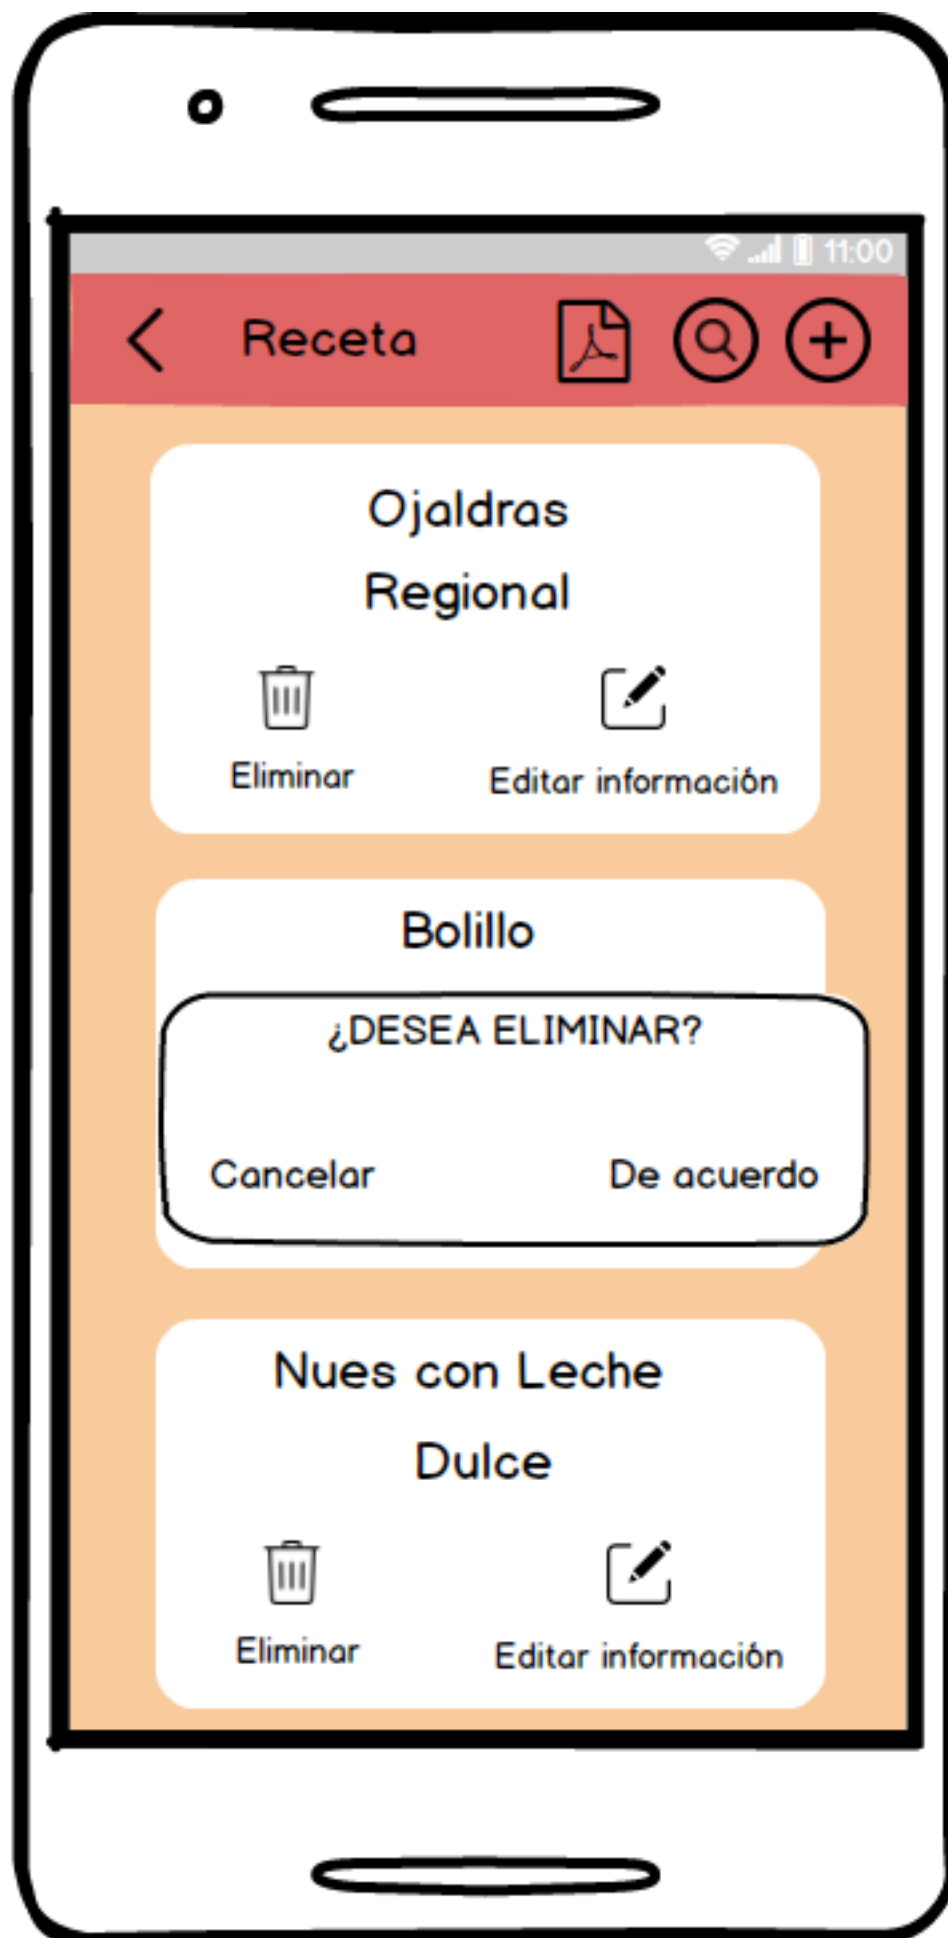 11:00
Receta
Ojaldras
Regional
Eliminar
Editar información
Bolillo
¿DESEA ELIMINAR?
Cancelar
De acuerdo
Nues con Leche
Dulce
Eliminar
Editar información